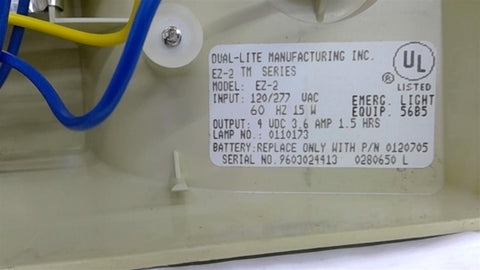 DUAL-LITE MANUFACTURING INC.
EZ-2 TM SERIES
MODEL: EZ-2
INPUT: 120/277 VAC
60 HZ 15 W
OUTPUT: 4 VDC 3.6 AMP 1.5 HRS
LAMP NO.: 0110173
BATTERY:REPLACE ONLY WITH P/N 0120705
SERIAL NO.9603024413 0280650 L
UL
®
LISTED
EMERG. LIGHT
EQUIP. 56B5